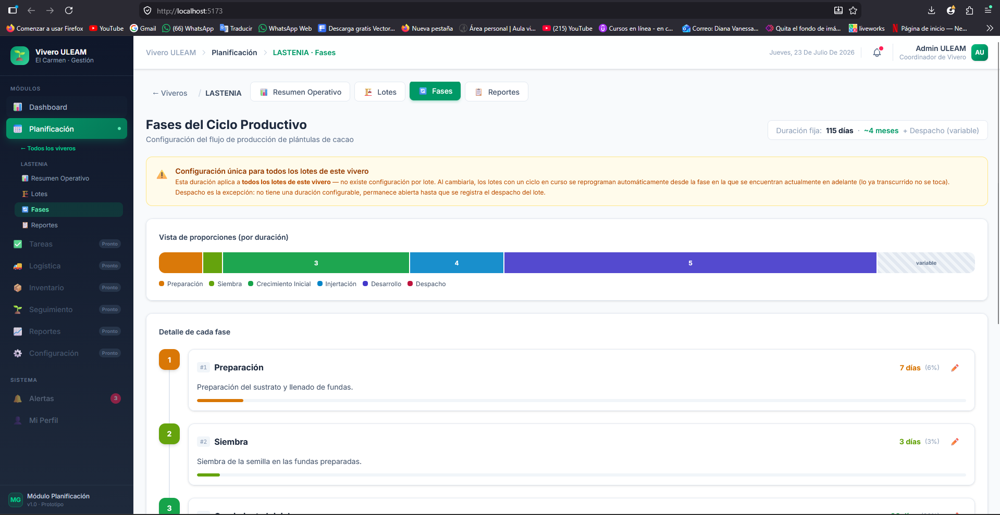 http://localhost:5173
Comenzar a usar Firefox
YouTube
Gmail
(66) WhatsApp
Traducir
WhatsApp Web
Descarga gratis Vector...
Nueva pestaña
Área personal | Aula vi...
(215) YouTube
Cursos en línea - en c...
Correo: Diana Vanessa...
Quita el fondo de imá...
liveworks
Página de inicio — Ne...
Vivero ULEAM
El Carmen · Gestión
MÓDULOS
Dashboard
Planificación
← Todos los viveros
LASTENIA
Resumen Operativo
Lotes
Fases
Reportes
Tareas Pronto
Logística Pronto
Inventario Pronto
Seguimiento Pronto
Reportes Pronto
Configuración Pronto
SISTEMA
Alertas 3
Mi Perfil
MG
Módulo Planificación
v1.0 · Prototipo
Vivero ULEAM > Planificación > LASTENIA · Fases
Jueves, 23 De Julio De 2026
Admin ULEAM
Coordinador de Vivero
AU
← Viveros / LASTENIA
Resumen Operativo
Lotes
Fases
Reportes
Fases del Ciclo Productivo
Configuración del flujo de producción de plántulas de cacao
Duración fija: 115 días · ~4 meses + Despacho (variable)
Configuración única para todos los lotes de este vivero
Esta duración aplica a todos los lotes de este vivero — no existe configuración por lote. Al cambiarla, los lotes con un ciclo en curso se reprograman automáticamente desde la fase en la que se encuentran actualmente en adelante (lo ya transcurrido no se toca).
Despacho es la excepción: no tiene una duración configurable, permanece abierta hasta que se registra el despacho del lote.
Vista de proporciones (por duración)
3
4
5
variable
Preparación
Siembra
Crecimiento Inicial
Injertación
Desarrollo
Despacho
Detalle de cada fase
1
#1 Preparación
7 días (6%)
Preparación del sustrato y llenado de fundas.
2
#2 Siembra
3 días (3%)
Siembra de la semilla en las fundas preparadas.
3